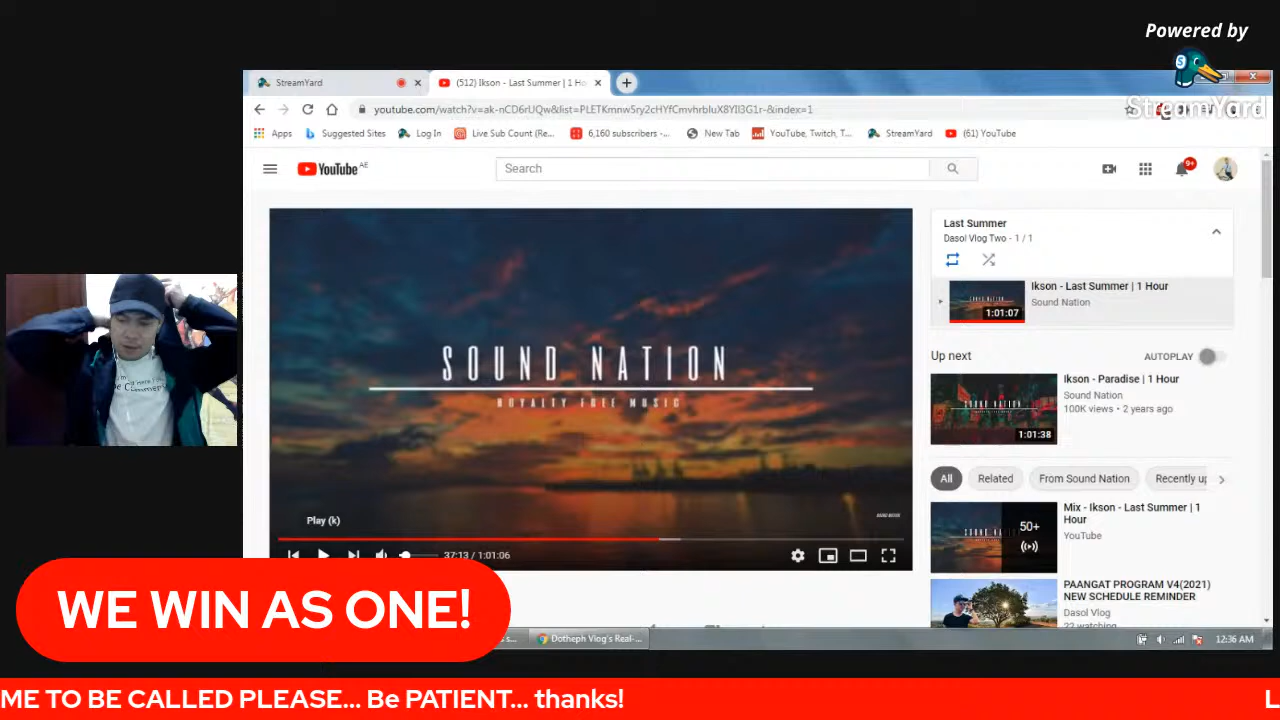 Powered by
StreamYard
StreamYard
(512) Ikson - Last Summer | 1 Ho
youtube.com/watch?v=ak-nCD6rUQw&list=PLETKmnw5ry2cHYfCmvhrbluX8YIl3G1r-&index=1
Apps
Suggested Sites
Log In
Live Sub Count (Re...
6,160 subscribers -...
New Tab
YouTube, Twitch, T...
StreamYard
(61) YouTube
YouTube AE
Search
9+
SOUND NATION
ROYALTY FREE MUSIC
Play (k)
37:13 / 1:01:06
Last Summer
Dasol Vlog Two - 1 / 1
Ikson - Last Summer | 1 Hour
Sound Nation
1:01:07
Up next
AUTOPLAY
Ikson - Paradise | 1 Hour
Sound Nation
100K views • 2 years ago
1:01:38
All
Related
From Sound Nation
Recently up
Mix - Ikson - Last Summer | 1
Hour
YouTube
50+
PAANGAT PROGRAM V4(2021)
NEW SCHEDULE REMINDER
Dasol Vlog
22 watching
WE WIN AS ONE!
Dotheph Vlog's Real-...
12:36 AM
ME TO BE CALLED PLEASE... Be PATIENT... thanks!
L